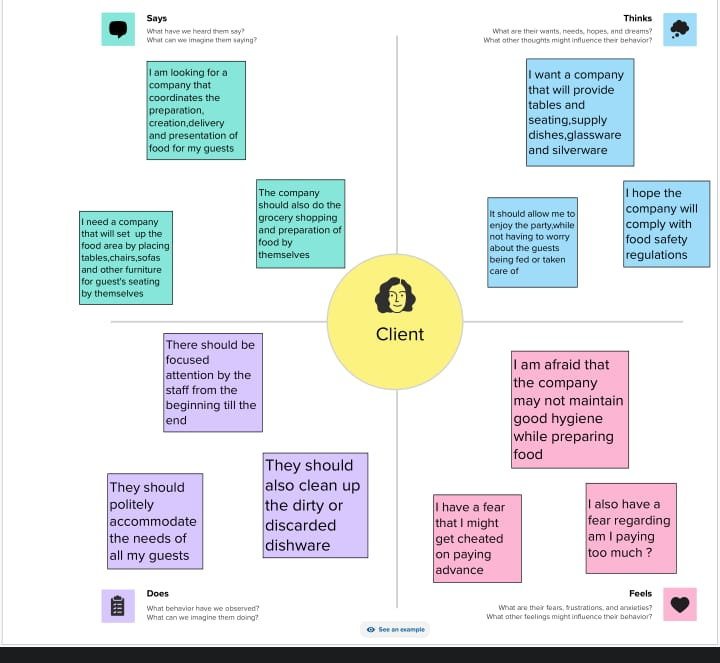 Says
What have we heard them say?
What can we imagine them saying?
I am looking for a
company that
coordinates the
preparation,
creation,delivery
and presentation of
food for my guests
The company
should also do the
grocery shopping
and preparation of
food by
themselves
I need a company
that will set  up the
food area by placing
tables,chairs,sofas
and other furniture
for guest's seating
by themselves
Thinks
What are their wants, needs, hopes, and dreams?
What other thoughts might influence their behavior?
I want a company
that will provide
tables and
seating,supply
dishes,glassware
and silverware
It should allow me to
enjoy the party,while
not having to worry
about the guests
being fed or taken
care of
I hope the
company will
comply with
food safety
regulations
Client
There should be
focused
attention by the
staff from the
beginning till the
end
They should
politely
accommodate
the needs of
all my guests
They should
also clean up
the dirty or
discarded
dishware
Does
What behavior have we observed?
What can we imagine them doing?
I am afraid that
the company
may not maintain
good hygiene
while preparing
food
I have a fear
that I might
get cheated
on paying
advance
I also have a
fear regarding
am I paying
too much ?
Feels
What are their fears, frustrations, and anxieties?
What other feelings might influence their behavior?
See an example